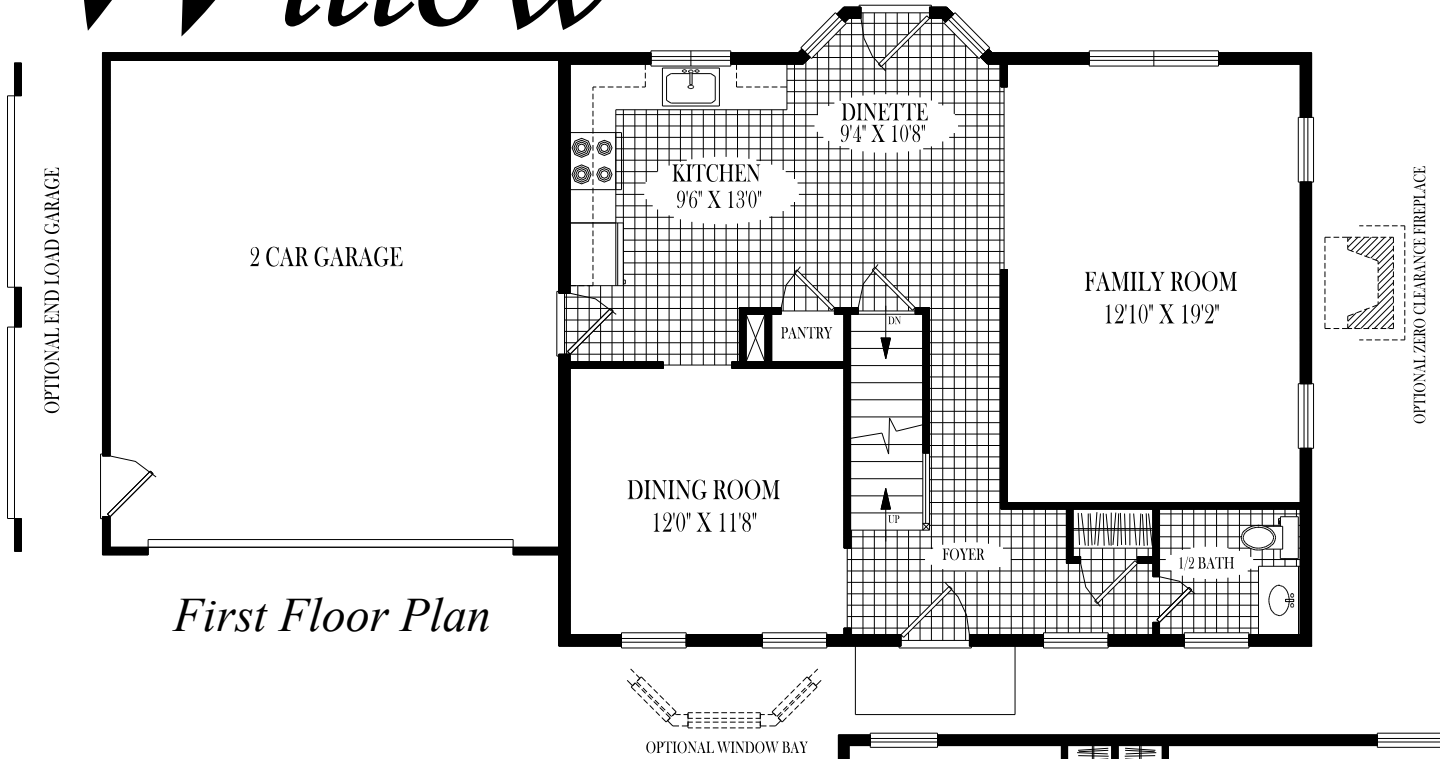 Willow
DINETTE
9'4" X 10'8"
KITCHEN
9'6" X 13'0"
2 CAR GARAGE
FAMILY ROOM
12'10" X 19'2"
OPTIONAL END LOAD GARAGE
OPTIONAL ZERO CLEARANCE FIREPLACE
DN
PANTRY
DINING ROOM
12'0" X 11'8"
UP
FOYER
1/2 BATH
First Floor Plan
OPTIONAL WINDOW BAY